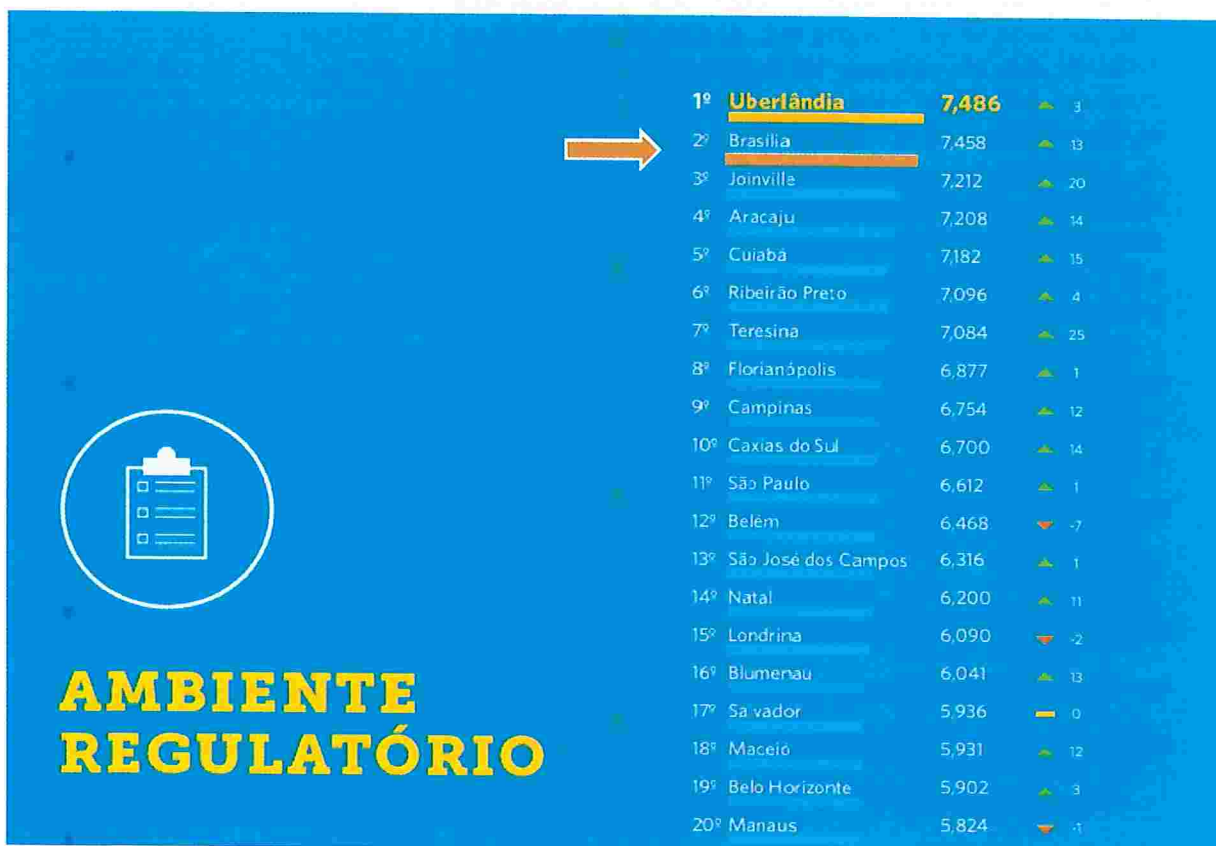 1º Uberlândia 7,486 3
2º Brasília 7,458 13
3º Joinville 7,212 20
4º Aracaju 7,208 14
5º Cuiabá 7,182 15
6º Ribeirão Preto 7,096 4
7º Teresina 7,084 25
8º Florianópolis 6,877 1
9º Campinas 6,754 12
10º Caxias do Sul 6,700 14
11º São Paulo 6,612 1
12º Belém 6,468 -7
13º São José dos Campos 6,316 1
14º Natal 6,200 11
15º Londrina 6,090 -2
16º Blumenau 6,041 13
17º Salvador 5,936 0
18º Maceió 5,931 12
19º Belo Horizonte 5,902 3
20º Manaus 5,824 -1
AMBIENTE
REGULATÓRIO